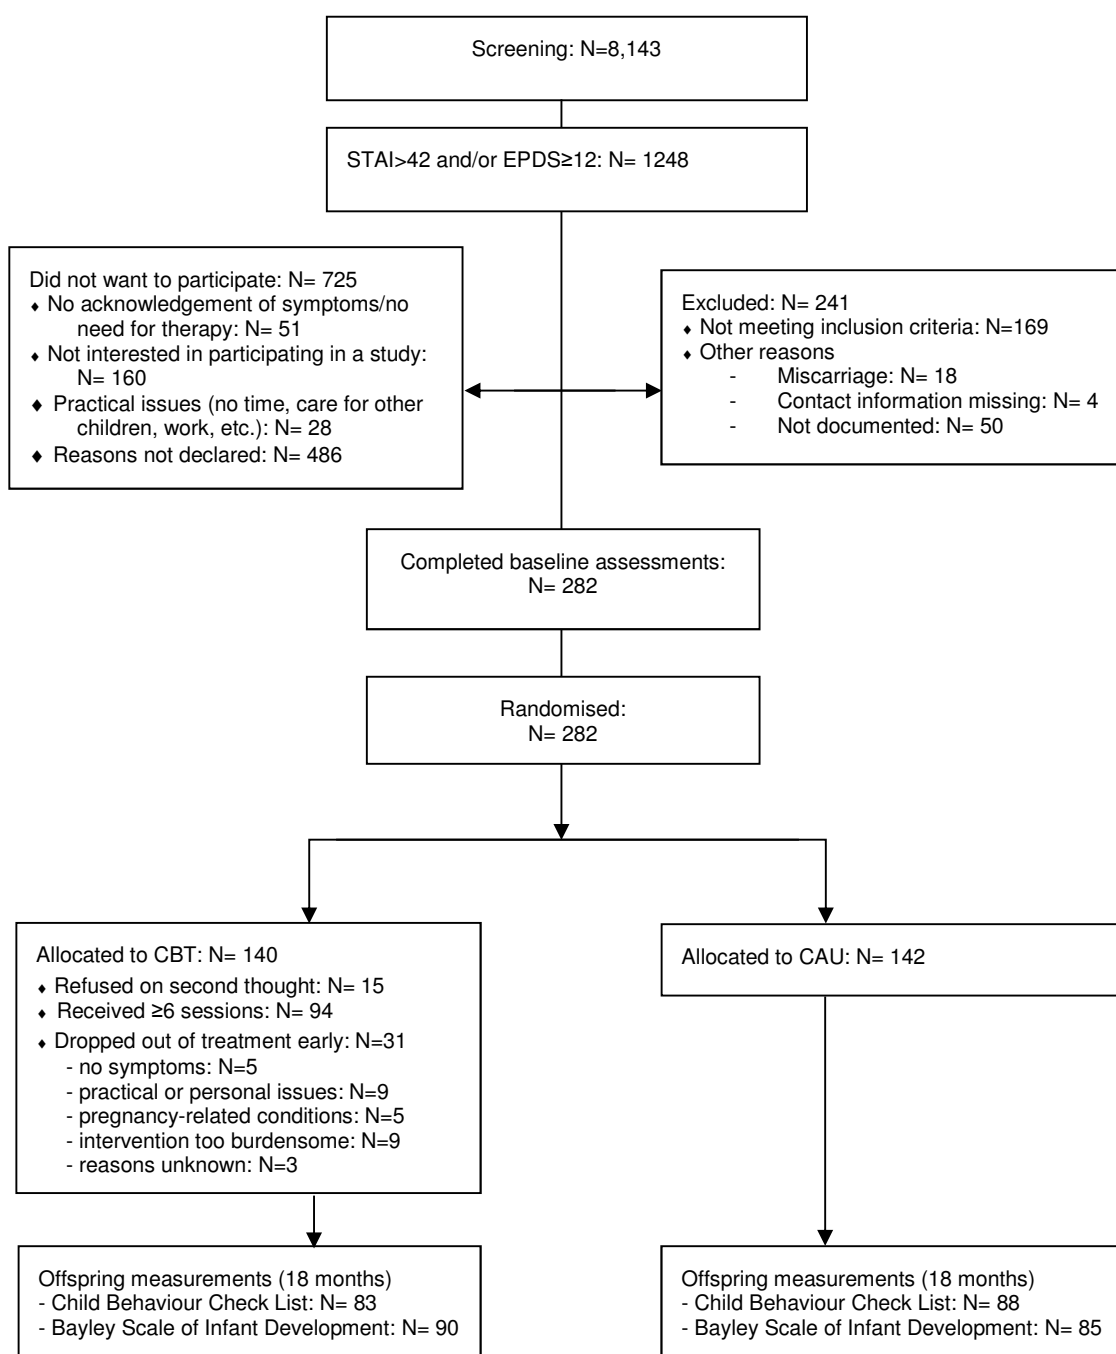 Screening: N=8,143
STAI>42 and/or EPDS≥12: N= 1248
Did not want to participate: N= 725
♦ No acknowledgement of symptoms/no
need for therapy: N= 51
♦ Not interested in participating in a study:
N= 160
♦ Practical issues (no time, care for other
children, work, etc.): N= 28
♦ Reasons not declared: N= 486
Excluded: N= 241
♦ Not meeting inclusion criteria: N=169
♦ Other reasons
- Miscarriage: N= 18
- Contact information missing: N= 4
- Not documented: N= 50
Completed baseline assessments:
N= 282
Randomised:
N= 282
Allocated to CBT: N= 140
♦ Refused on second thought: N= 15
♦ Received ≥6 sessions: N= 94
♦ Dropped out of treatment early: N=31
- no symptoms: N=5
- practical or personal issues: N=9
- pregnancy-related conditions: N=5
- intervention too burdensome: N=9
- reasons unknown: N=3
Allocated to CAU: N= 142
Offspring measurements (18 months)
- Child Behaviour Check List: N= 83
- Bayley Scale of Infant Development: N= 90
Offspring measurements (18 months)
- Child Behaviour Check List: N= 88
- Bayley Scale of Infant Development: N= 85